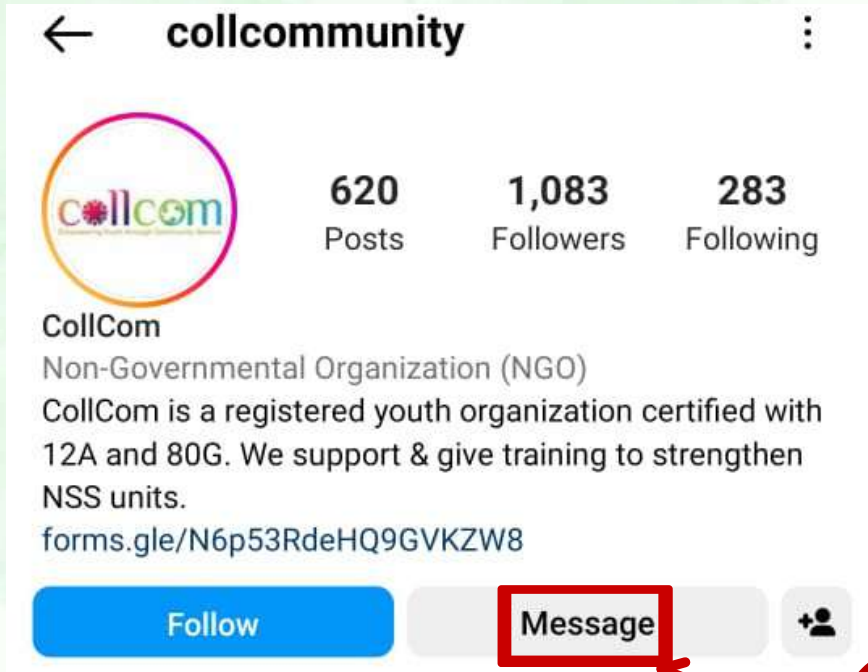 collcommunity
collcom
620
1,083
283
Posts
Followers
Following
CollCom
Non-Governmental Organization (NGO)
CollCom is a registered youth organization certified with
12A and 80G. We support & give training to strengthen
NSS units.
forms.gle/N6p53RdeHQ9GVKZW8
Follow
Message